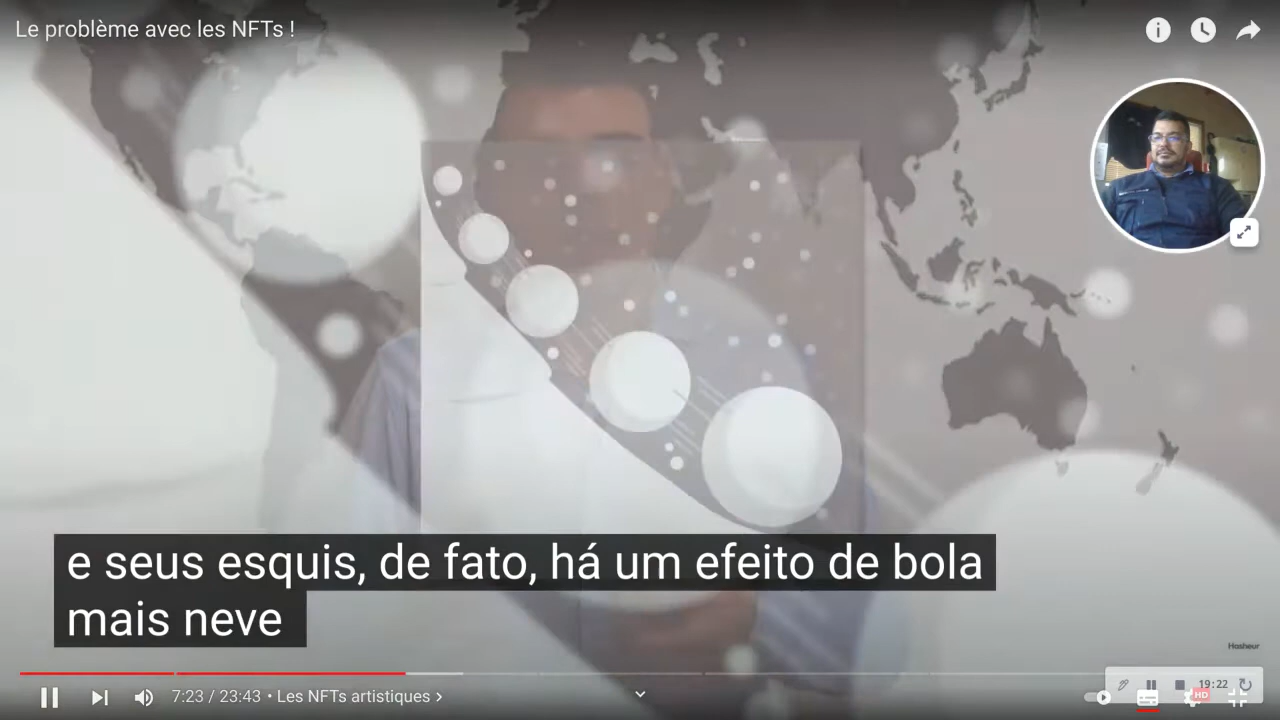 Le problème avec les NFTs !
e seus esquis, de fato, há um efeito de bola
mais neve
Hasheur
7:23 / 23:43 • Les NFTs artistiques
19:22
HD